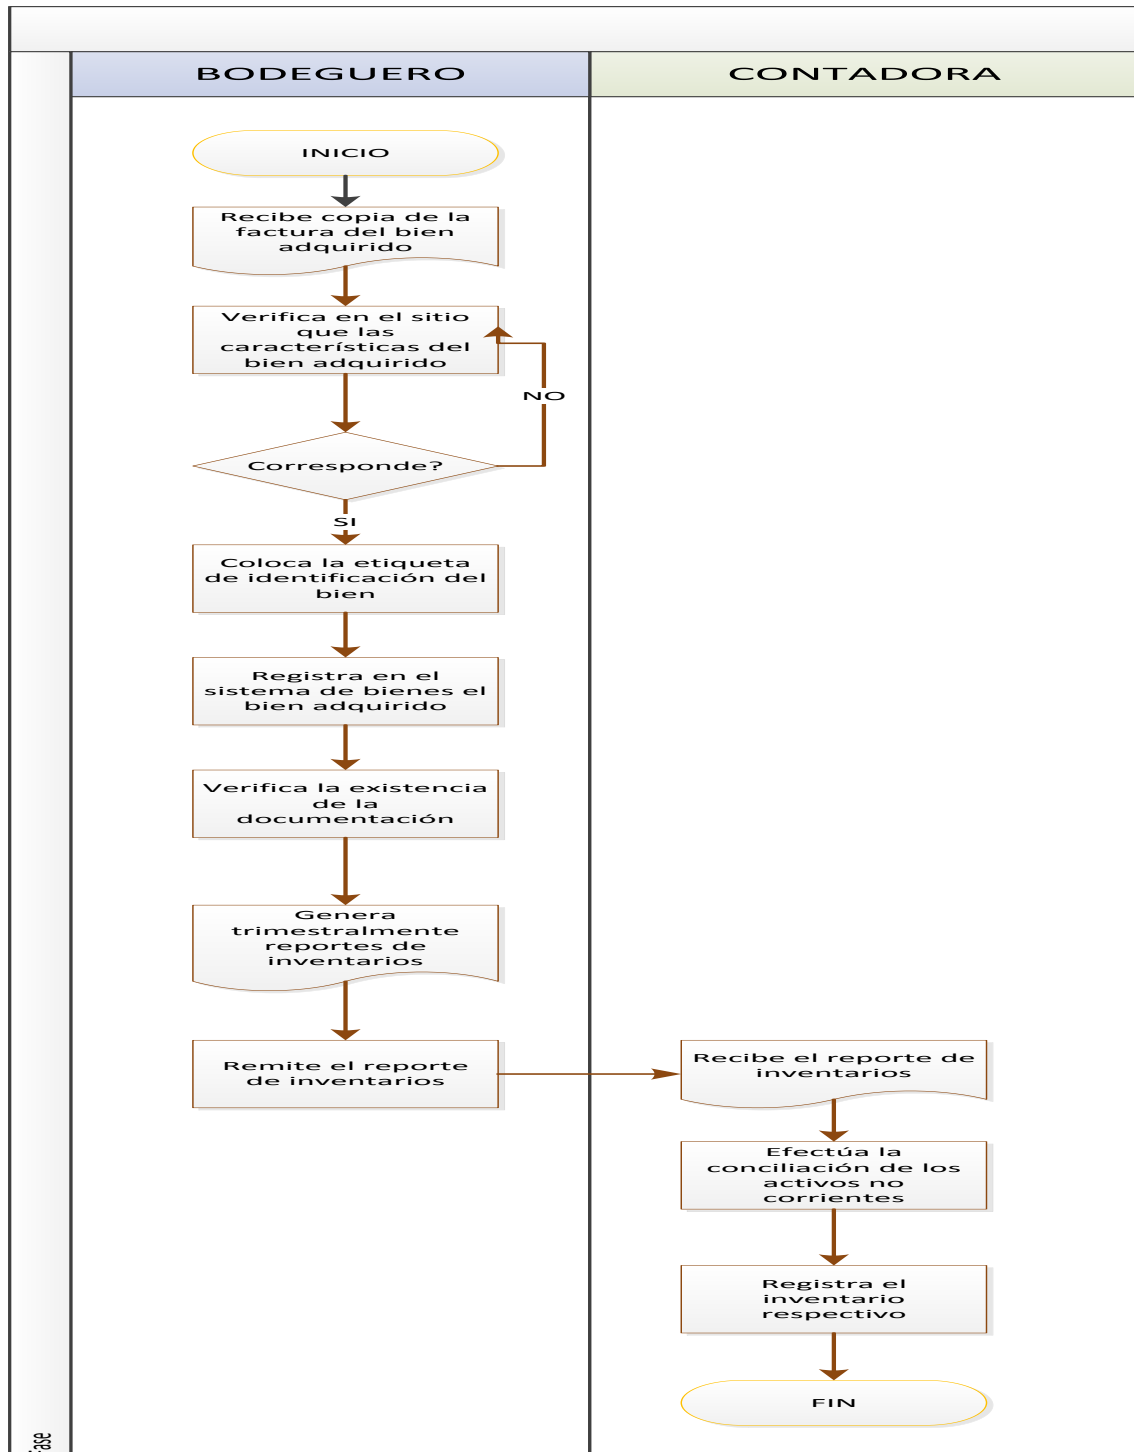 BODEGUERO
CONTADORA
INICIO
Recibe copia de la
factura del bien
adquirido
Verifica en el sitio
que las
características del
bien adquirido
NO
Corresponde?
SI
Coloca la etiqueta
de identificación del
bien
Registra en el
sistema de bienes el
bien adquirido
Verifica la existencia
de la
documentación
Genera
trimestralmente
reportes de
inventarios
Remite el reporte
de inventarios
Recibe el reporte de
inventarios
Efectúa la
conciliación de los
activos no
corrientes
Registra el
inventario
respectivo
FIN